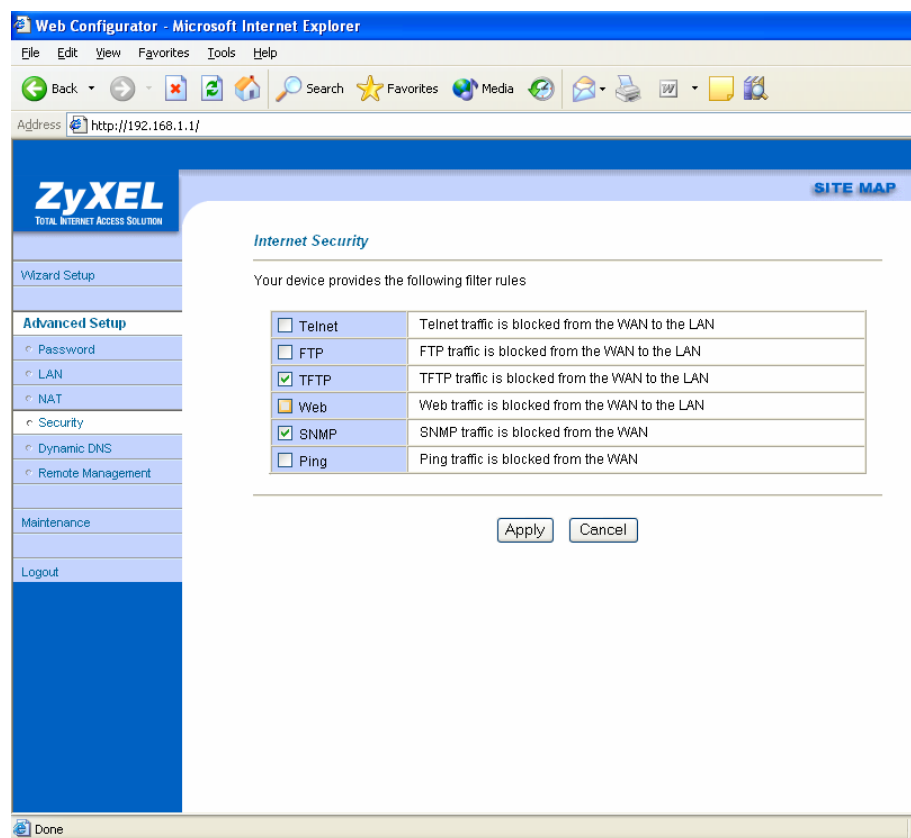 Web Configurator - Microsoft Internet Explorer
File Edit View Favorites Tools Help
Back Search Favorites Media
Address http://192.168.1.1/
ZyXEL
TOTAL INTERNET ACCESS SOLUTION
SITE MAP
Wizard Setup
Advanced Setup
Password
LAN
NAT
Security
Dynamic DNS
Remote Management
Maintenance
Logout
Internet Security
Your device provides the following filter rules
Telnet Telnet traffic is blocked from the WAN to the LAN
FTP FTP traffic is blocked from the WAN to the LAN
TFTP TFTP traffic is blocked from the WAN to the LAN
Web Web traffic is blocked from the WAN to the LAN
SNMP SNMP traffic is blocked from the WAN
Ping Ping traffic is blocked from the WAN
Apply Cancel
Done